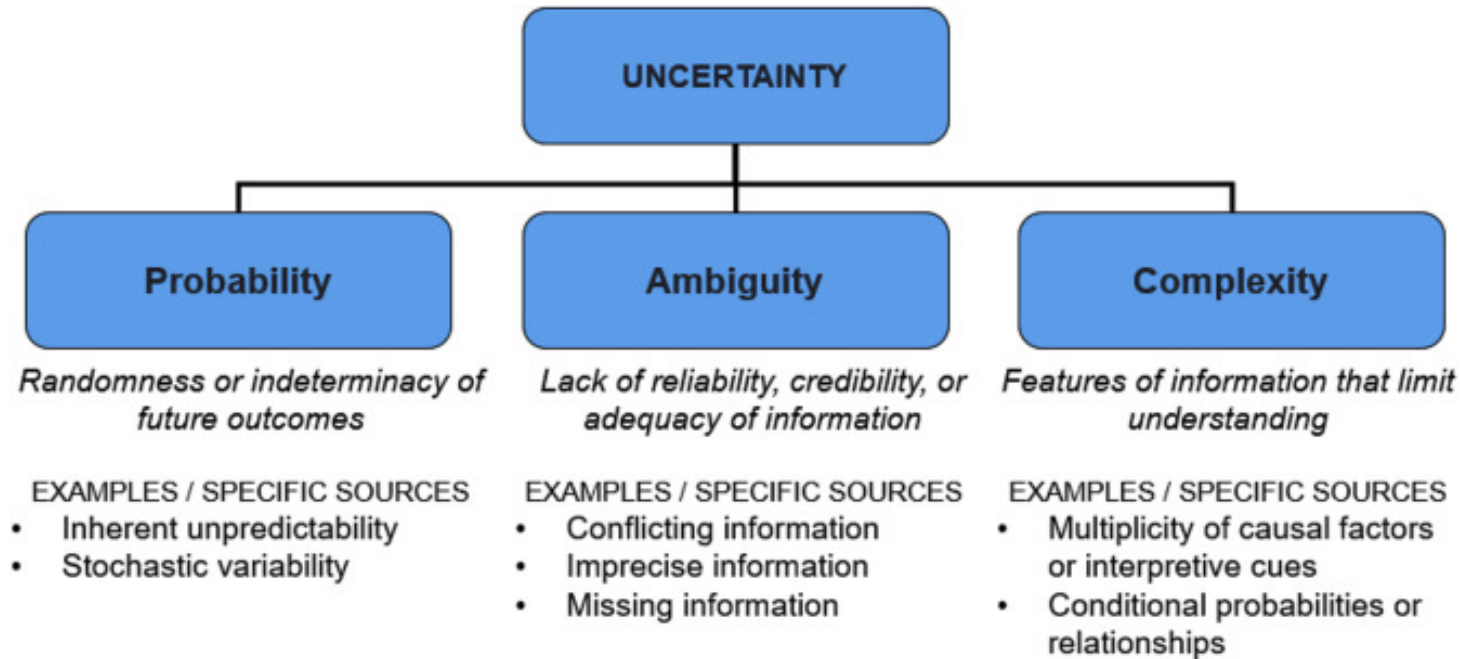 UNCERTAINTY
Probability
Randomness or indeterminacy of
future outcomes
EXAMPLES / SPECIFIC SOURCES
• Inherent unpredictability
• Stochastic variability
Ambiguity
Lack of reliability, credibility, or
adequacy of information
EXAMPLES / SPECIFIC SOURCES
• Conflicting information
• Imprecise information
• Missing information
Complexity
Features of information that limit
understanding
EXAMPLES / SPECIFIC SOURCES
• Multiplicity of causal factors
or interpretive cues
• Conditional probabilities or
relationships